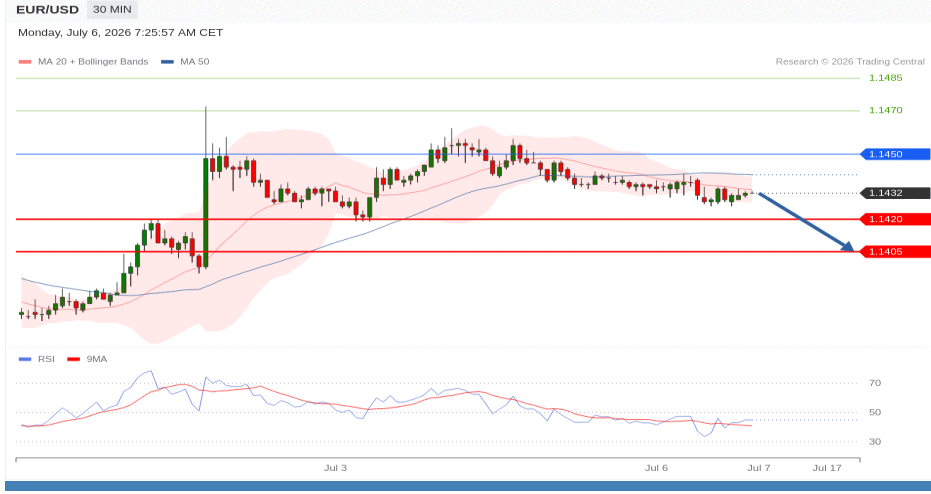 EUR/USD 30 MIN
Monday, July 6, 2026 7:25:57 AM CET
MA 20 + Bollinger Bands MA 50 Research © 2026 Trading Central
1.1485
1.1470
1.1450
1.1432
1.1420
1.1405
RSI 9MA
70
50
30
Jul 3 Jul 6 Jul 7 Jul 17